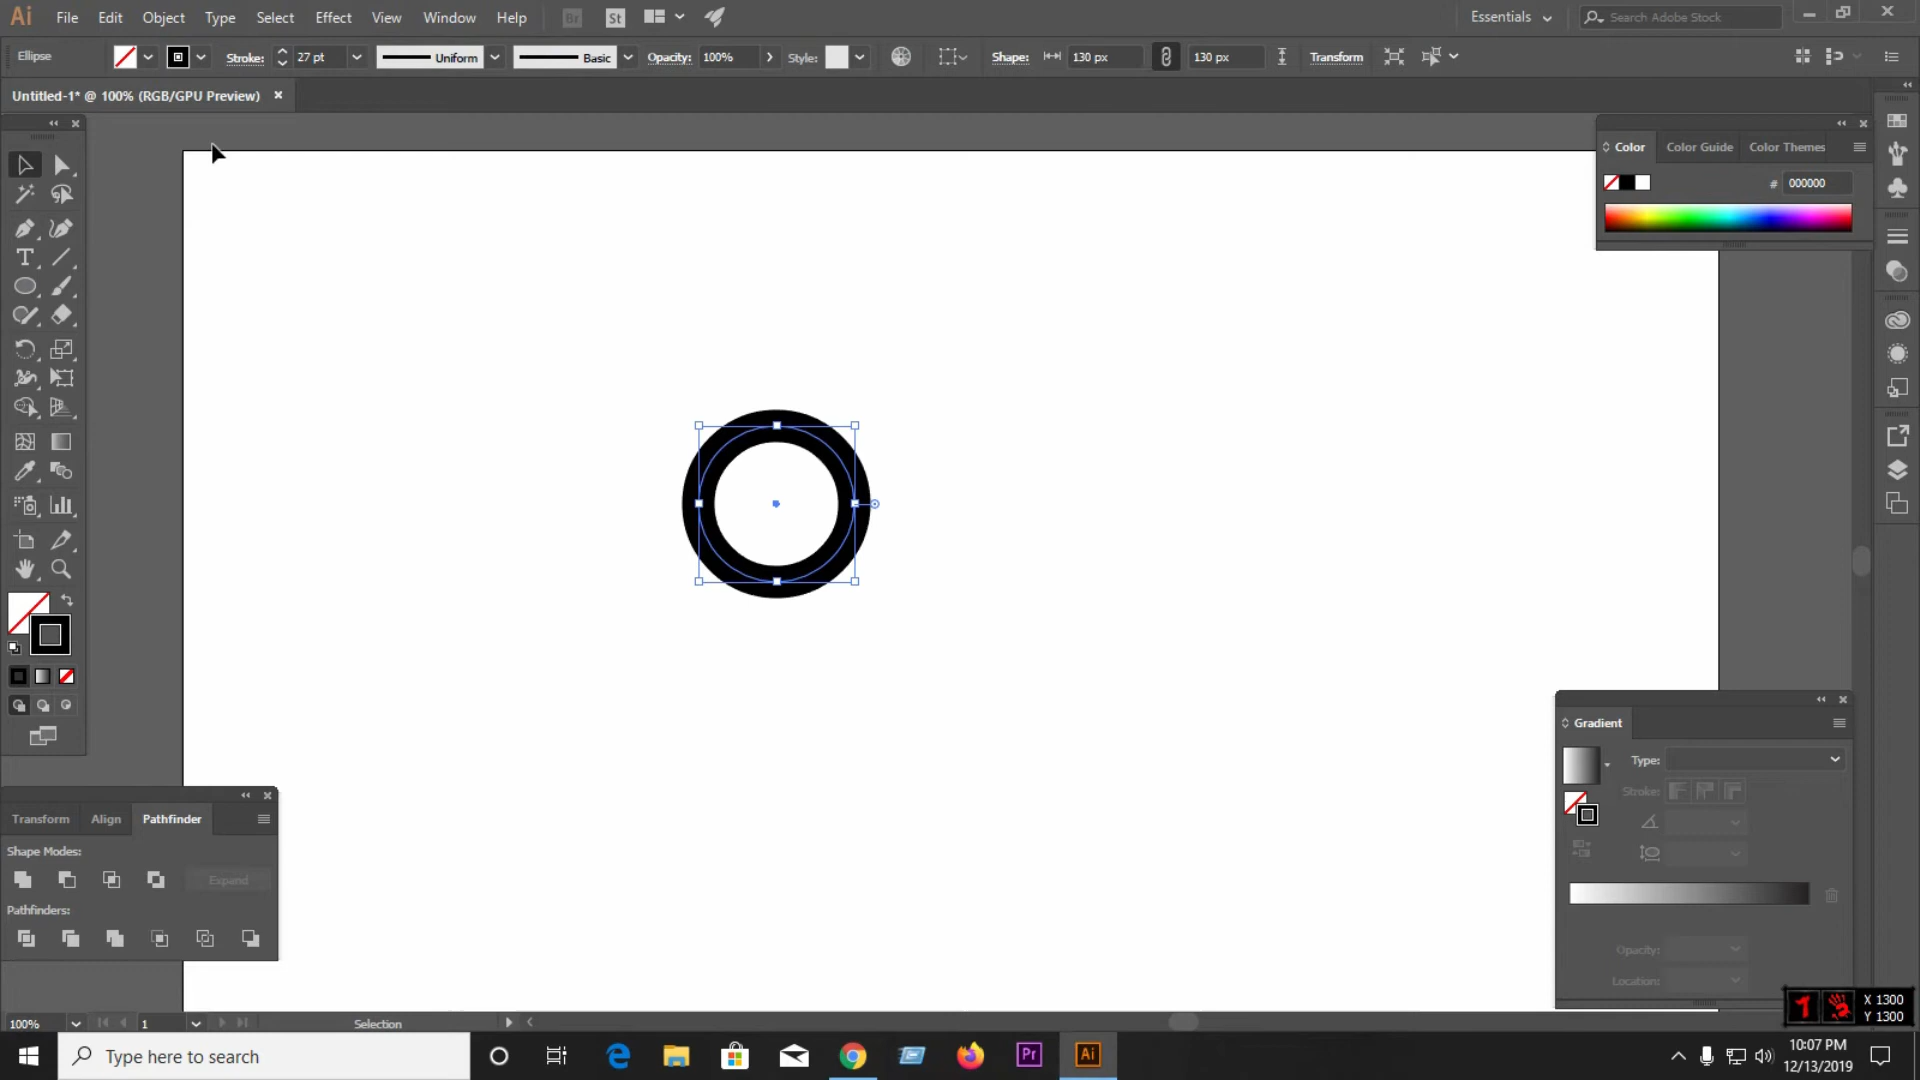 Ai File Edit Object Type Select Effect View Window Help Br St Essentials Search Adobe Stock
Ellipse Stroke: 27 pt Uniform Basic Opacity: 100% Style: Shape: 130 px 130 px Transform
Untitled-1* @ 100% (RGB/GPU Preview)
Color Color Guide Color Themes
# 000000
Gradient
Type:
Stroke:
Transform Align Pathfinder
Shape Modes:
Expand
Pathfinders:
Opacity:
Location:
X 1300
Y 1300
100% 1 Selection
Type here to search
Pr Ai
10:07 PM
12/13/2019